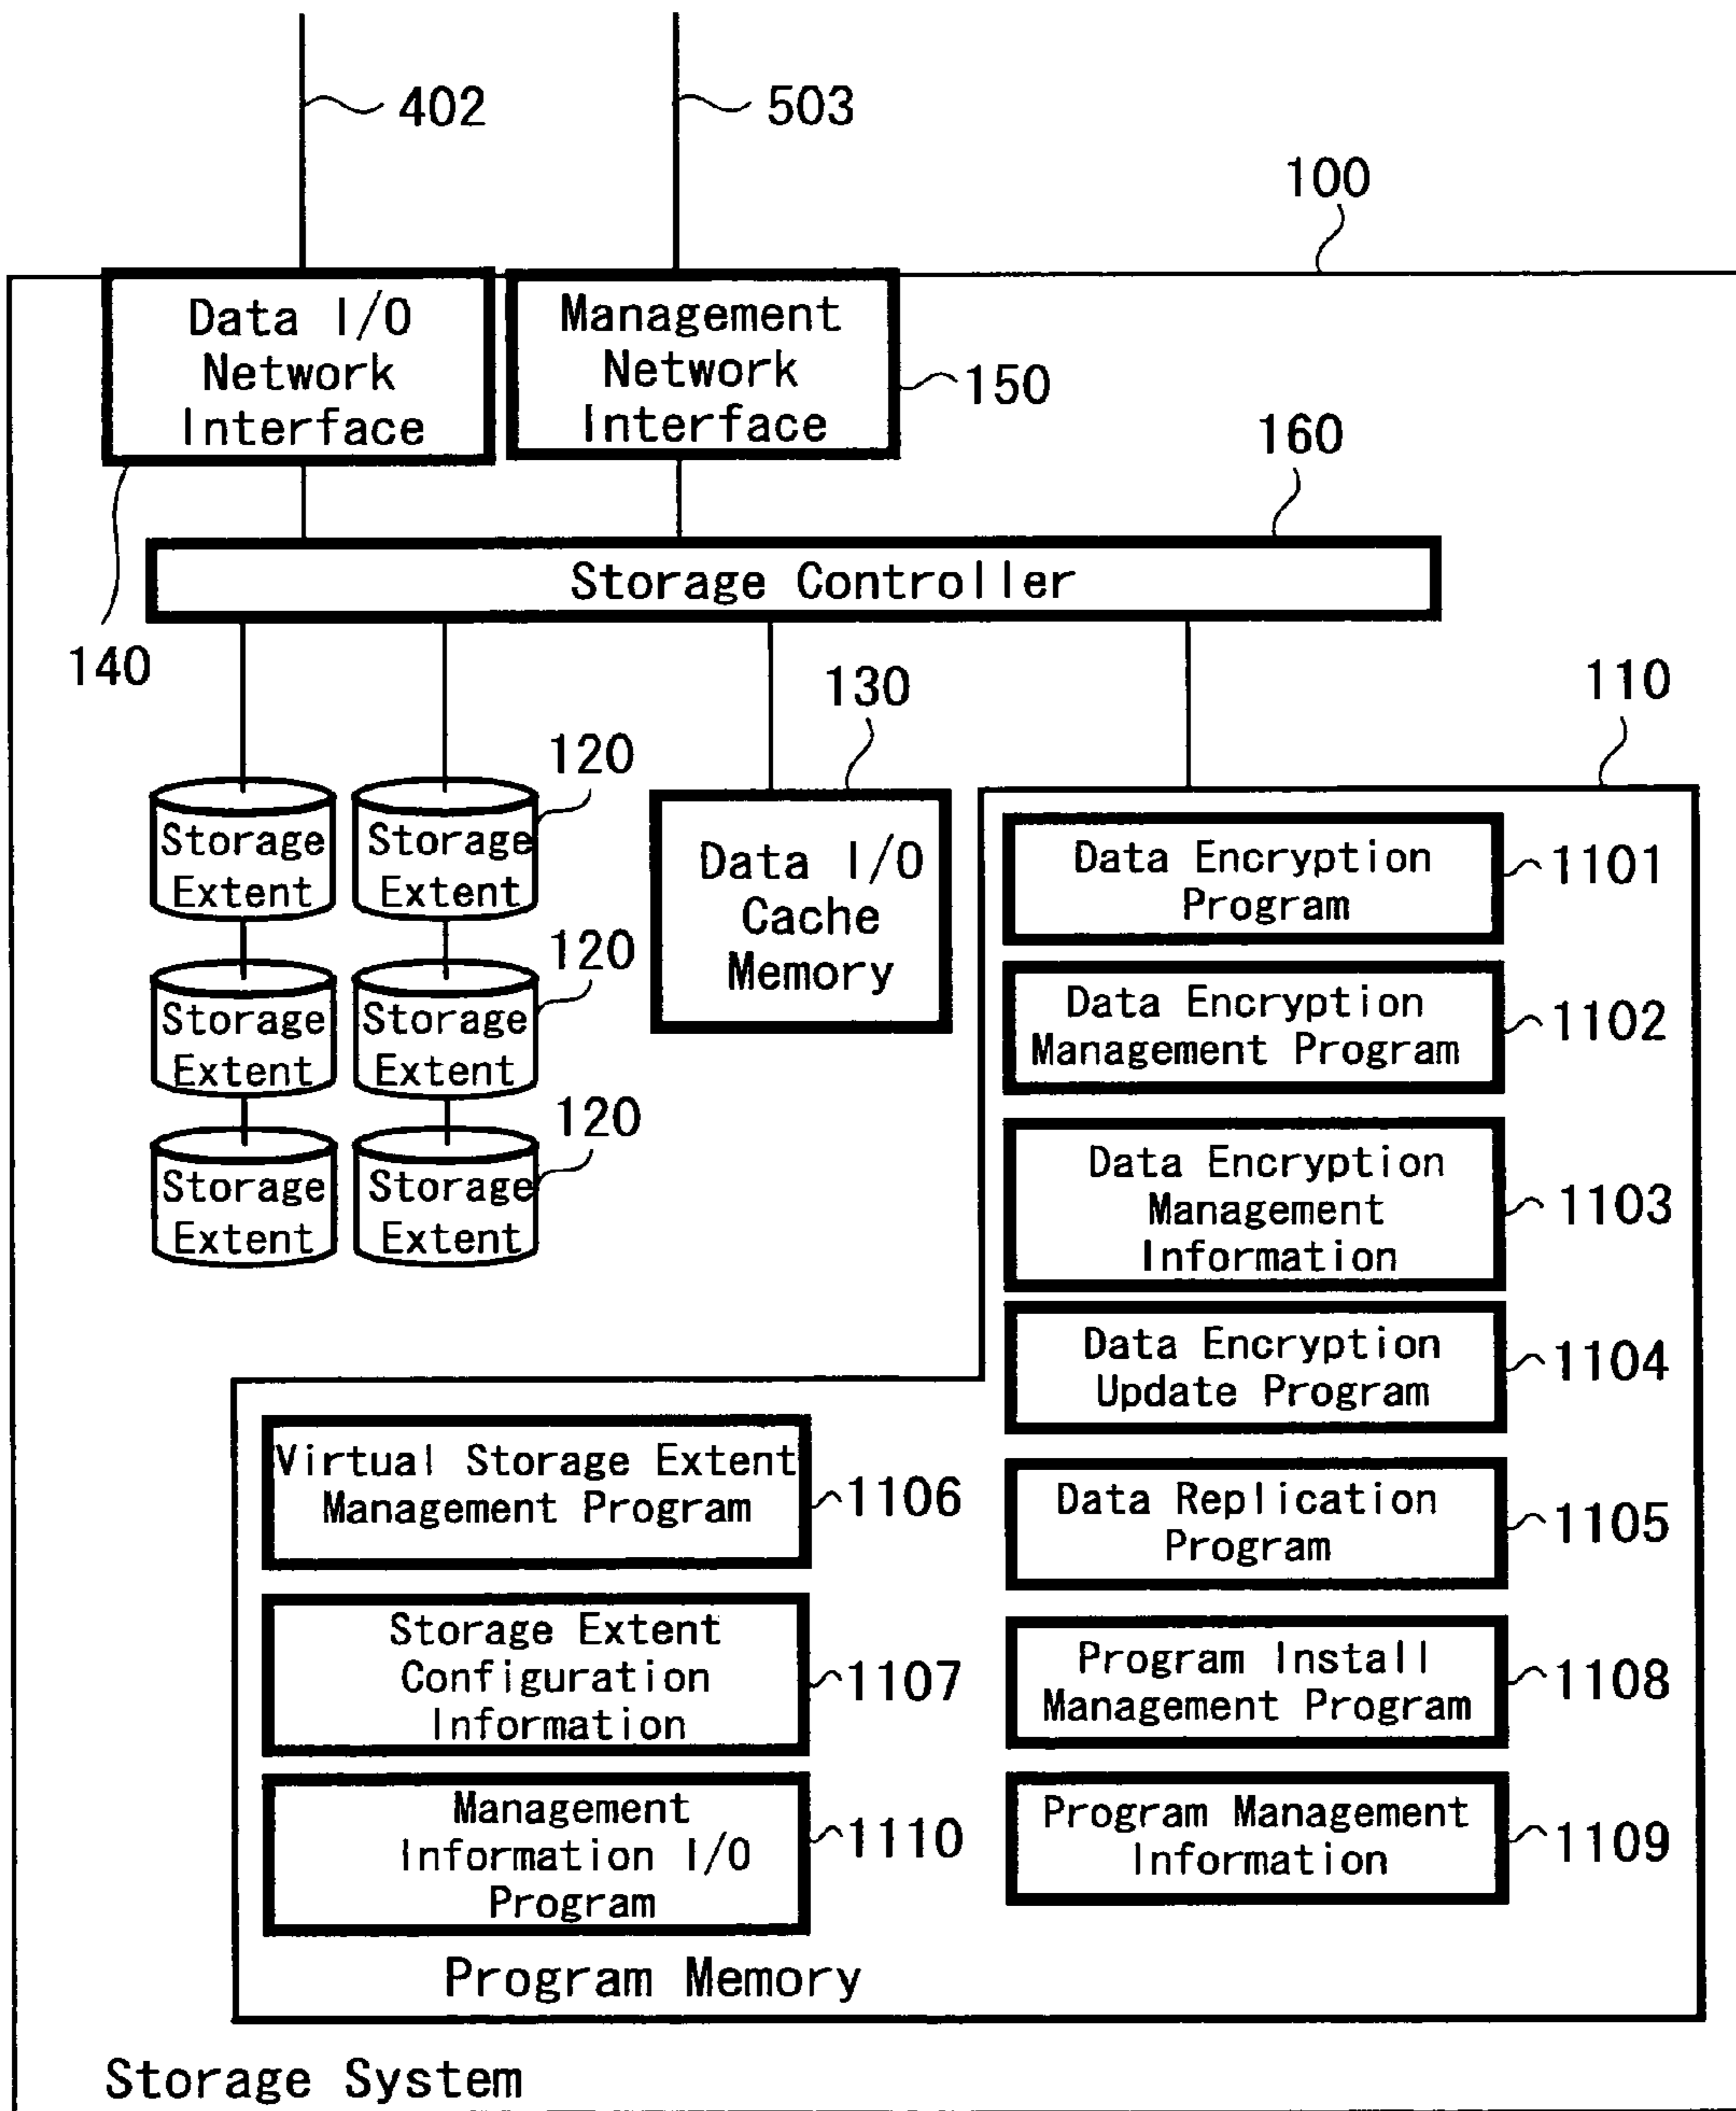 402
503
100
Data I/O
Network
Interface
Management
Network
Interface
150
160
Storage Controller
140
130
110
120
Storage
Extent
Storage
Extent
Data I/O
Cache
Memory
Data Encryption
Program
1101
120
Storage
Extent
Storage
Extent
Data Encryption
Management Program
1102
120
Storage
Extent
Storage
Extent
Data Encryption
Management
Information
1103
Data Encryption
Update Program
1104
Virtual Storage Extent
Management Program
1106
Data Replication
Program
1105
Storage Extent
Configuration
Information
1107
Program Install
Management Program
1108
Management
Information I/O
Program
1110
Program Management
Information
1109
Program Memory
Storage System